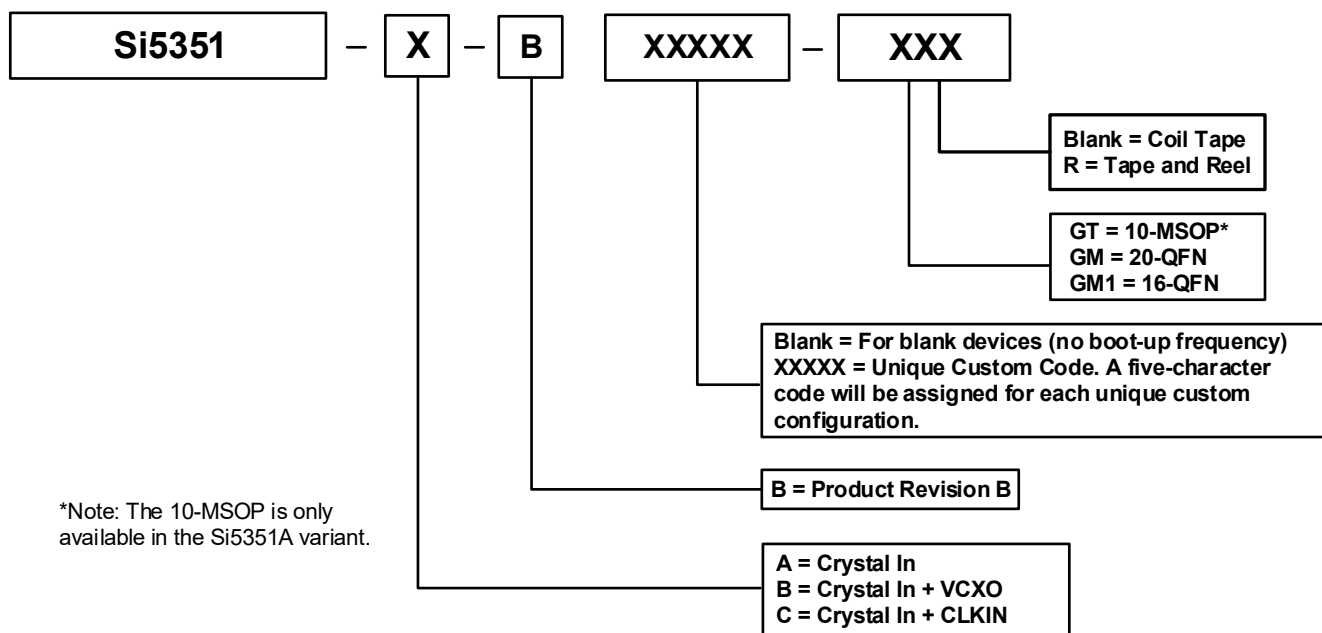 Si5351 – X – B XXXXX – XXX
Blank = Coil Tape
R = Tape and Reel
GT = 10-MSOP*
GM = 20-QFN
GM1 = 16-QFN
Blank = For blank devices (no boot-up frequency)
XXXXX = Unique Custom Code. A five-character
code will be assigned for each unique custom
configuration.
B = Product Revision B
*Note: The 10-MSOP is only
available in the Si5351A variant.
A = Crystal In
B = Crystal In + VCXO
C = Crystal In + CLKIN